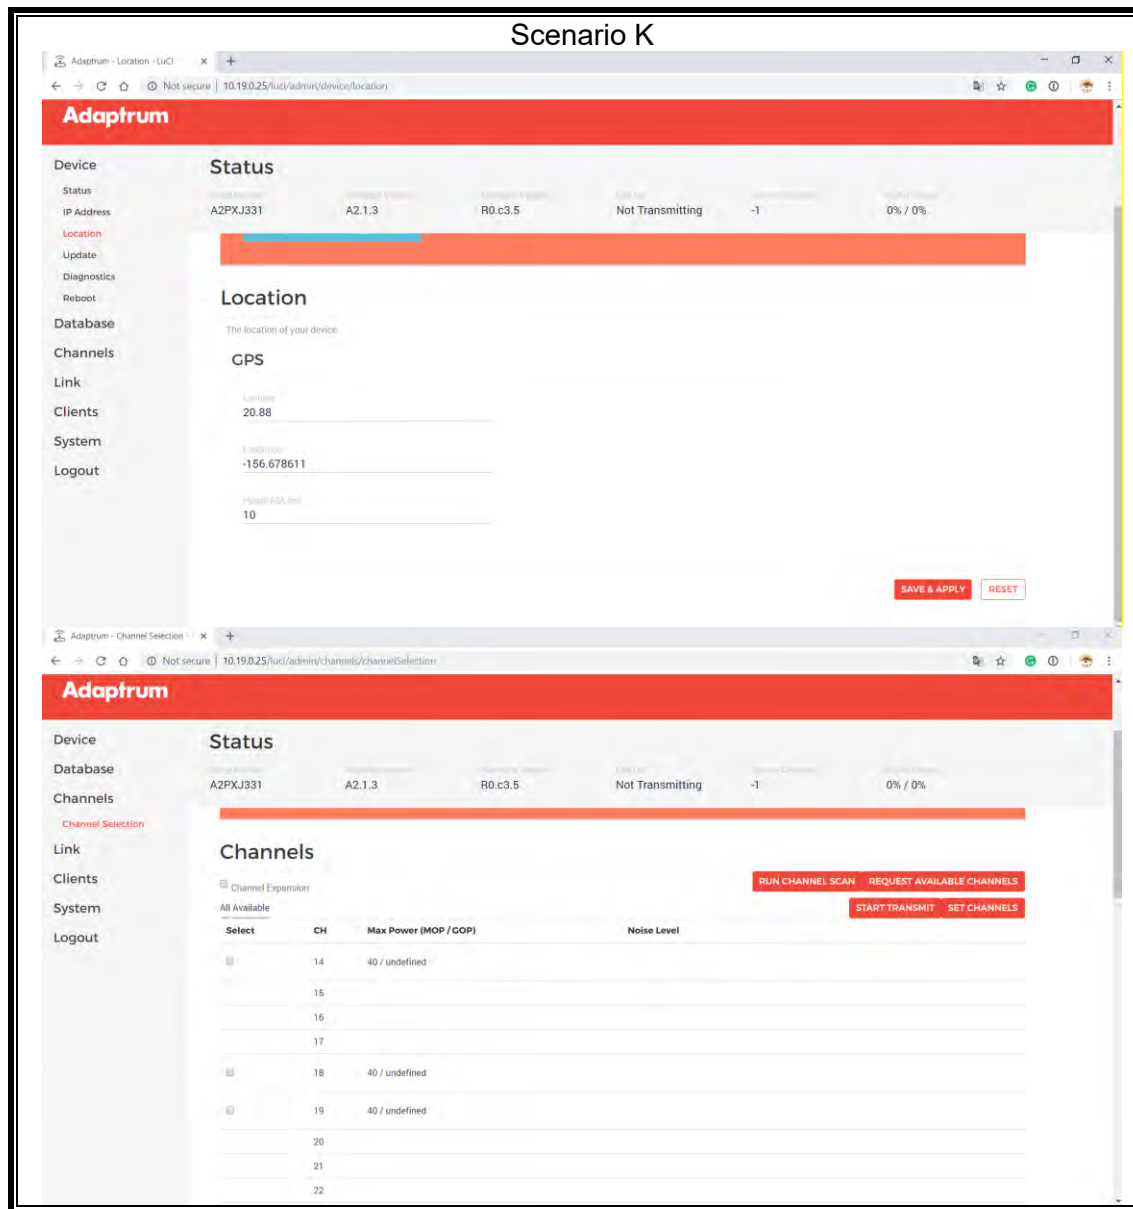 Scenario K
Adaptrum - Location - LuCI
Not secure | 10.19.0.25/luci/admin/device/location
Adaptrum
Device
Status
IP Address
Location
Update
Diagnostics
Reboot
Database
Channels
Link
Clients
System
Logout
Status
A2PXJ331 A2.1.3 R0.c3.5 Not Transmitting -1 0% / 0%
Location
The location of your device
GPS
Latitude
20.88
Longitude
-156.678611
10
SAVE & APPLY RESET
Adaptrum - Channel Selection -
Not secure | 10.19.0.25/luci/admin/channels/channelSelection
Adaptrum
Device
Database
Channels
Channel Selection
Link
Clients
System
Logout
Status
A2PXJ331 A2.1.3 R0.c3.5 Not Transmitting -1 0% / 0%
Channels
Channel Expansion
RUN CHANNEL SCAN REQUEST AVAILABLE CHANNELS
All Available
START TRANSMIT SET CHANNELS
Select CH Max Power (MOP / GOP) Noise Level
14 40 / undefined
15
16
17
18 40 / undefined
19 40 / undefined
20
21
22